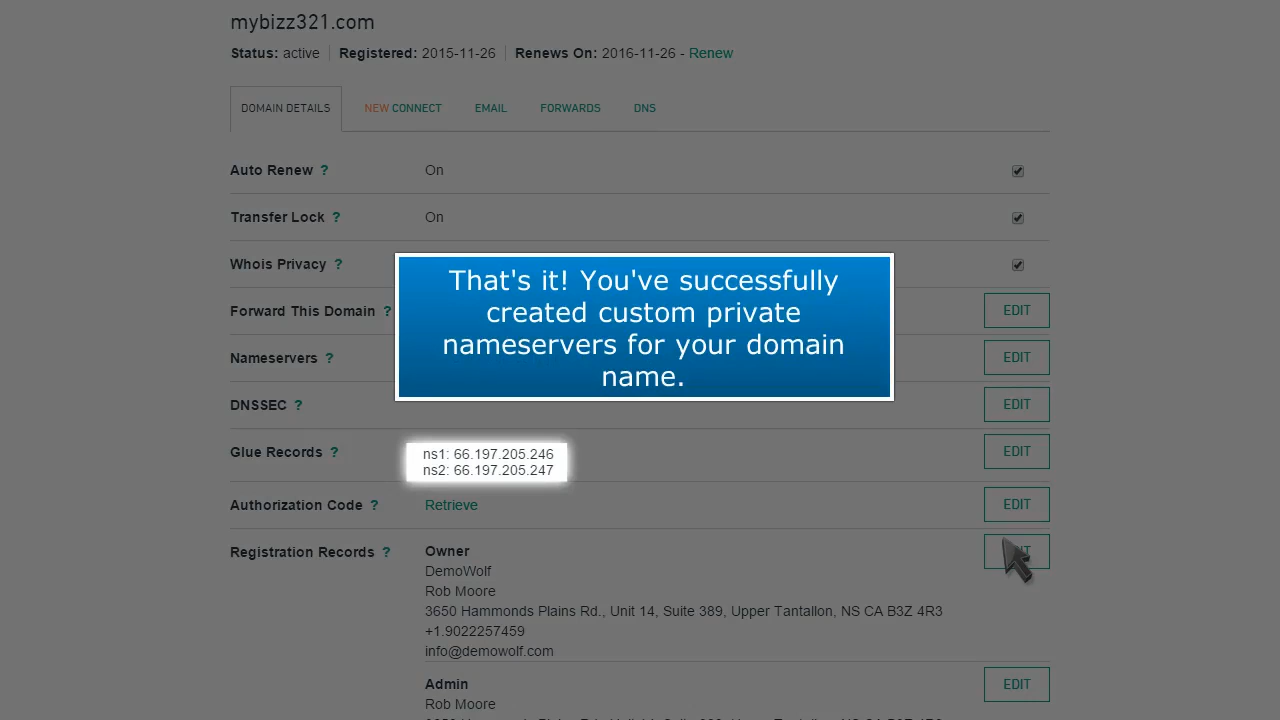 mybizz321.com
Status: active Registered: 2015-11-26 Renews On: 2016-11-26 - Renew
DOMAIN DETAILS NEW CONNECT EMAIL FORWARDS DNS
Auto Renew ? On
Transfer Lock ? On
Whois Privacy ?
Forward This Domain ? EDIT
Nameservers ? EDIT
DNSSEC ? EDIT
That's it! You've successfully
created custom private
nameservers for your domain
name.
Glue Records ? ns1: 66.197.205.246 EDIT
ns2: 66.197.205.247
Authorization Code ? Retrieve EDIT
Registration Records ? Owner
DemoWolf
Rob Moore
3650 Hammonds Plains Rd., Unit 14, Suite 389, Upper Tantallon, NS CA B3Z 4R3
+1.9022257459
info@demowolf.com
Admin EDIT
Rob Moore